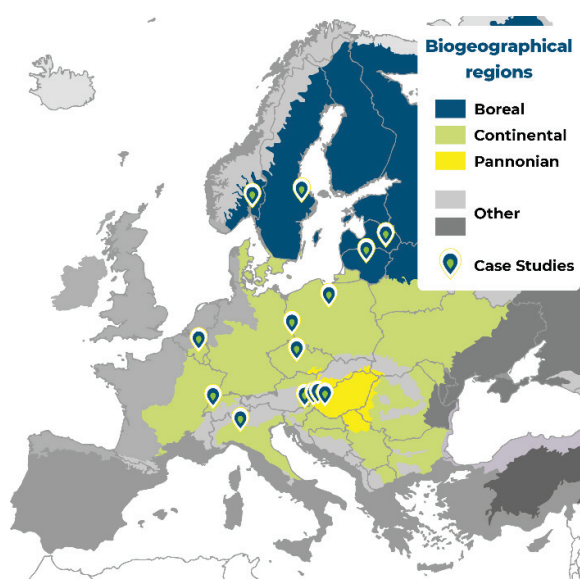 Biogeographical
regions
Boreal
Continental
Pannonian
Other
Case Studies